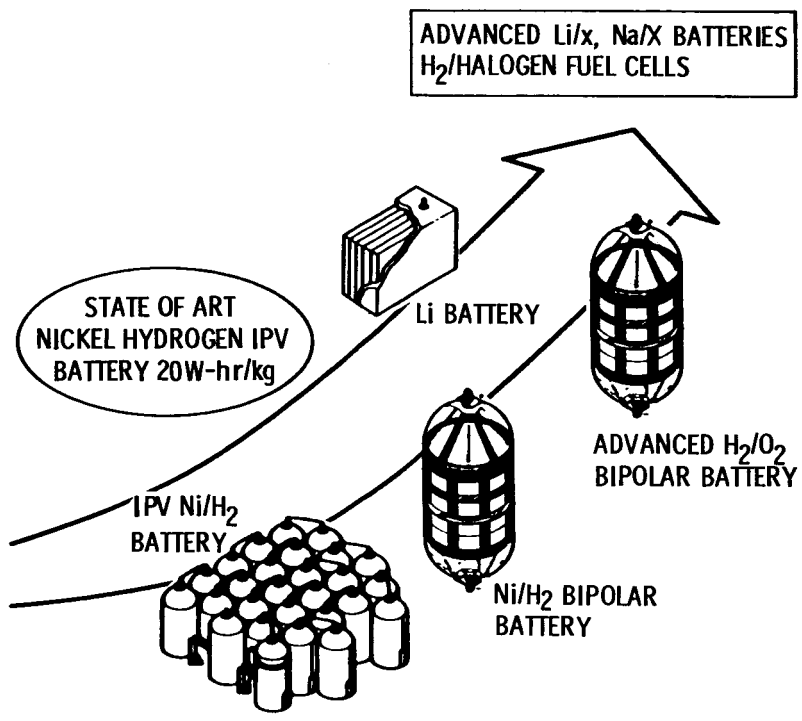 ADVANCED Li/x, Na/X BATTERIES
H₂/HALOGEN FUEL CELLS
STATE OF ART
NICKEL HYDROGEN IPV
BATTERY 20W-hr/kg
Li BATTERY
ADVANCED H₂/O₂
BIPOLAR BATTERY
IPV Ni/H₂
BATTERY
Ni/H₂ BIPOLAR
BATTERY